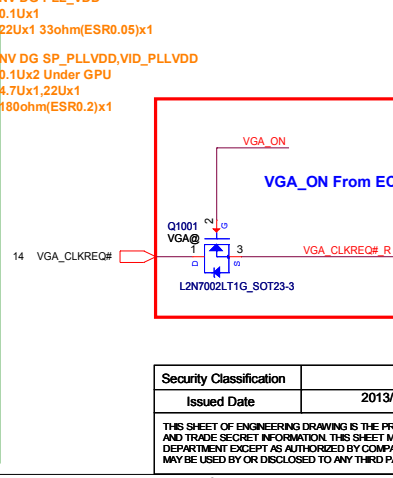 0.1Ux1
22Ux1 33ohm(ESR0.05)x1
NV DG SP_PLLVDD,VID_PLLVDD
0.1Ux2 Under GPU
4.7Ux1,22Ux1
180ohm(ESR0.2)x1
VGA_ON
VGA_ON From EC
Q1001
VGA@
2
G
1
D
3
S
14 VGA_CLKREQ#
VGA_CLKREQ#_R
L2N7002LT1G_SOT23-3
Security Classification
Issued Date 2013/
THIS SHEET OF ENGINEERING DRAWING IS THE PR
AND TRADE SECRET INFORMATION. THIS SHEET M
DEPARTMENT EXCEPT AS AUTHORIZED BY COMPA
MAY BE USED BY OR DISCLOSED TO ANY THIRD PA